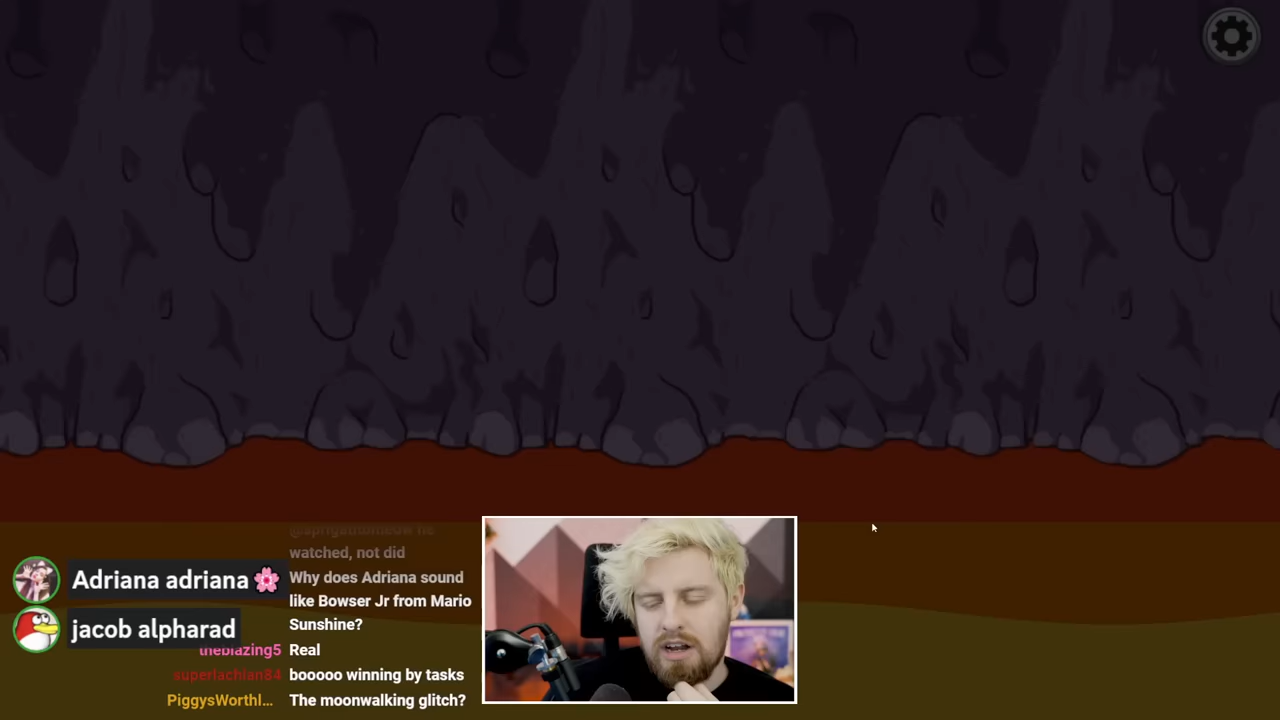 watched, not did
Why does Adriana sound
like Bowser Jr from Mario
Sunshine?
Adriana adriana🌸
jacob alpharad
theblazing5 Real
superlachlan84 booooo winning by tasks
PiggysWorthl... The moonwalking glitch?